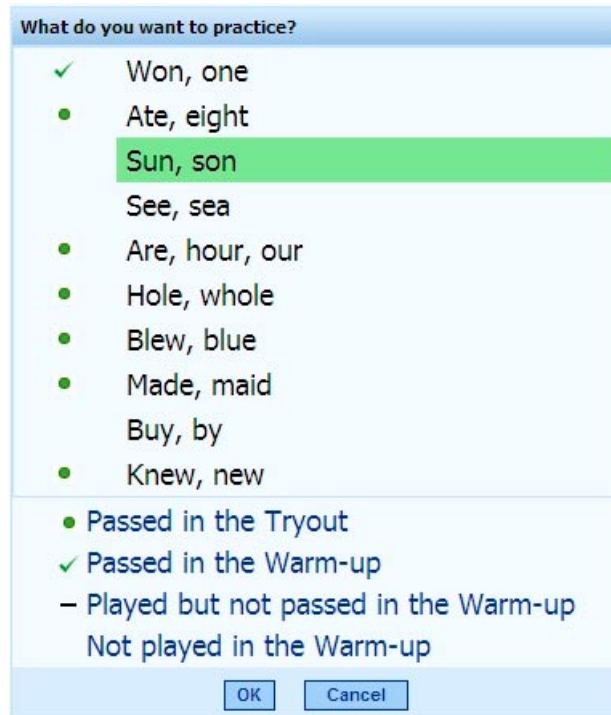 What do you want to practice?
Won, one
Ate, eight
Sun, son
See, sea
Are, hour, our
Hole, whole
Blew, blue
Made, maid
Buy, by
Knew, new
Passed in the Tryout
Passed in the Warm-up
Played but not passed in the Warm-up
Not played in the Warm-up
OK Cancel